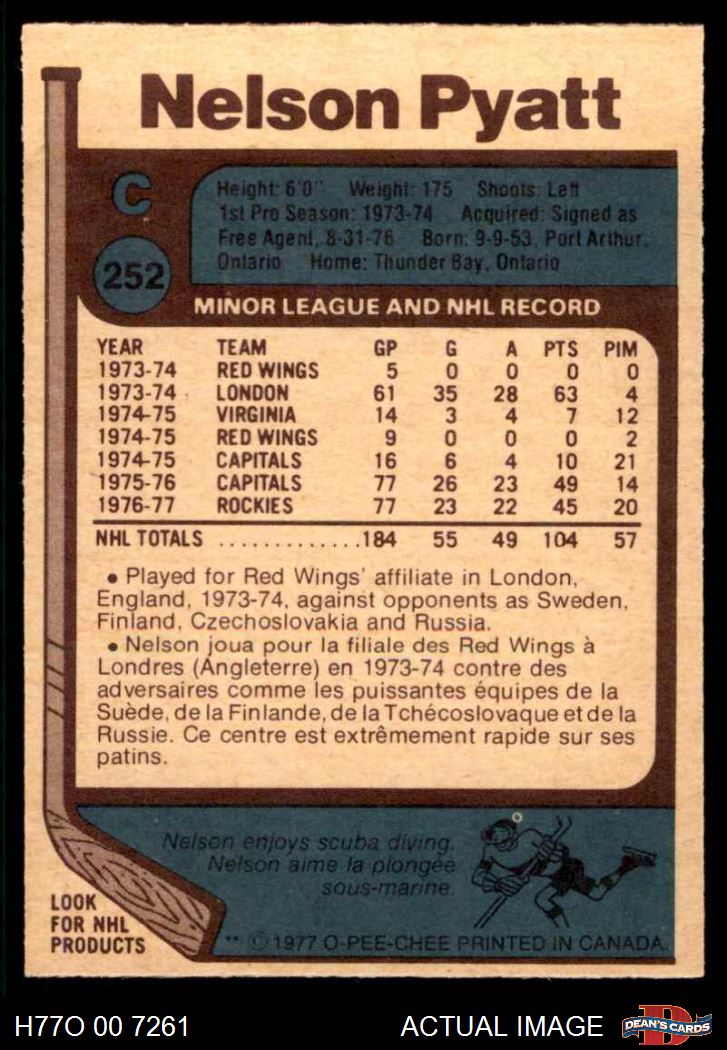 Nelson Pyatt
C
252
Height: 6'0" Weight: 175 Shoots: Left
1st Pro Season: 1973-74 Acquired: Signed as
Free Agent, 8-31-76 Born: 9-9-53, Port Arthur,
Ontario Home: Thunder Bay, Ontario
MINOR LEAGUE AND NHL RECORD
YEAR TEAM GP G A PTS PIM
1973-74 RED WINGS 5 0 0 0 0
1973-74 LONDON 61 35 28 63 4
1974-75 VIRGINIA 14 3 4 7 12
1974-75 RED WINGS 9 0 0 0 2
1974-75 CAPITALS 16 6 4 10 21
1975-76 CAPITALS 77 26 23 49 14
1976-77 ROCKIES 77 23 22 45 20
NHL TOTALS .............184 55 49 104 57
• Played for Red Wings' affiliate in London,
England, 1973-74, against opponents as Sweden,
Finland, Czechoslovakia and Russia.
• Nelson joua pour la filiale des Red Wings à
Londres (Angleterre) en 1973-74 contre des
adversaires comme les puissantes équipes de la
Suède, de la Finlande, de la Tchécoslovaque et de la
Russie. Ce centre est extrêmement rapide sur ses
patins.
Nelson enjoys scuba diving.
Nelson aime la plongée
sous-marine.
LOOK
FOR NHL
PRODUCTS
** © 1977 O-PEE-CHEE PRINTED IN CANADA.
H77O 00 7261
ACTUAL IMAGE
D
DEAN'S CARDS